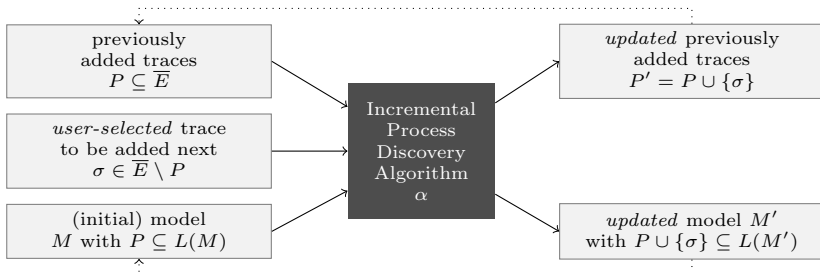 previously
added traces
P ⊆ E̅
user-selected trace
to be added next
σ ∈ E̅ \ P
(initial) model
M with P ⊆ L(M)
Incremental
Process
Discovery
Algorithm
α
updated previously
added traces
P′ = P ∪ {σ}
updated model M′
with P ∪ {σ} ⊆ L(M′)